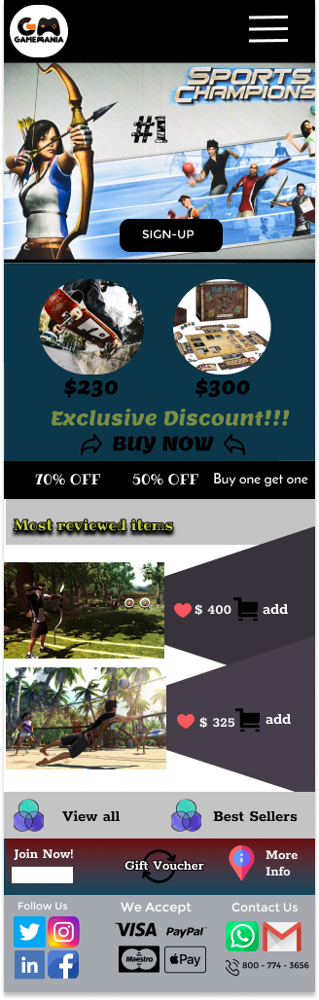 GM
GAMEMANIA
SPORTS
CHAMPIONS
#1
SIGN-UP
$230 $300
Exclusive Discount!!!
BUY NOW
70% OFF 50% OFF Buy one get one
Most reviewed items
$ 400 add
$ 325 add
View all Best Sellers
Join Now! Gift Voucher More
Info
Follow Us We Accept Contact Us
VISA PayPal
in f Maestro Pay
800 - 774 - 3656